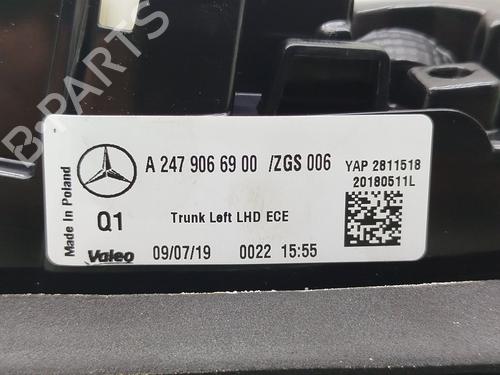 B-PARTS
A 247 906 69 00 /ZGS 006
YAP 2811518
20180511L
Made In Poland
Q1
Trunk Left LHD ECE
Valeo
09/07/19 0022 15:55